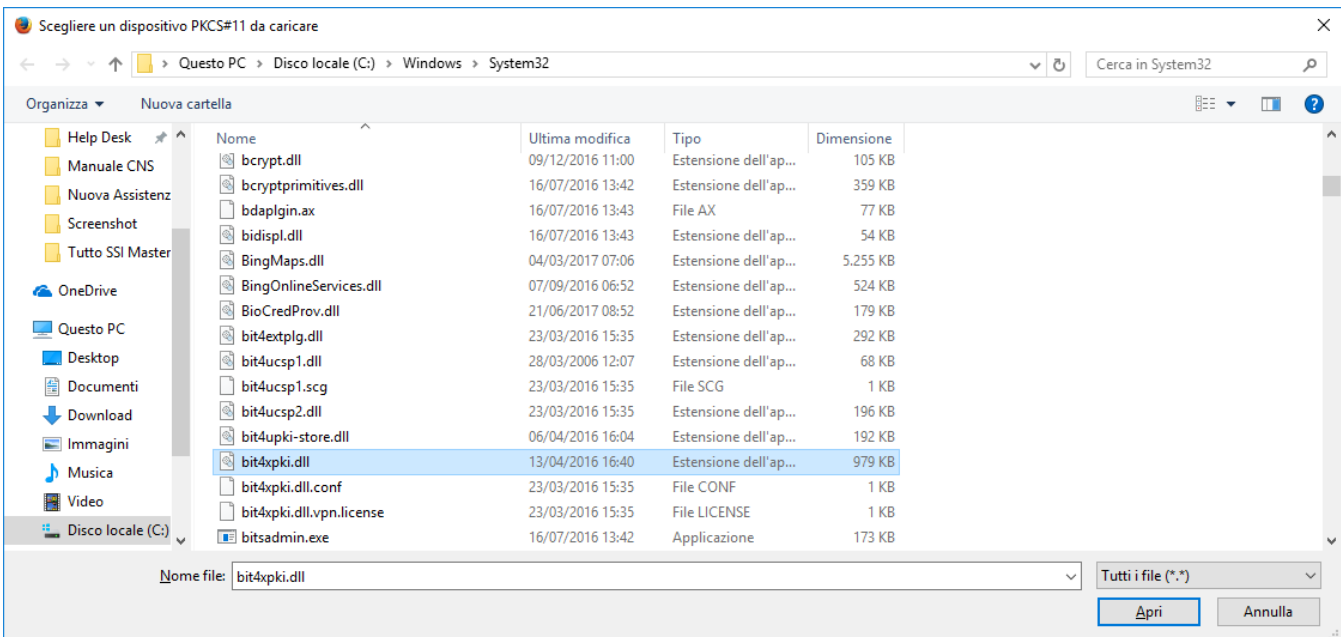 Scegliere un dispositivo PKCS#11 da caricare
Questo PC > Disco locale (C:) > Windows > System32
Cerca in System32
Organizza
Nuova cartella
Help Desk
Manuale CNS
Nuova Assistenz
Screenshot
Tutto SSI Master
OneDrive
Questo PC
Desktop
Documenti
Download
Immagini
Musica
Video
Disco locale (C:)
Nome Ultima modifica Tipo Dimensione
bcrypt.dll 09/12/2016 11:00 Estensione dell'ap... 105 KB
bcryptprimitives.dll 16/07/2016 13:42 Estensione dell'ap... 359 KB
bdaplgin.ax 16/07/2016 13:43 File AX 77 KB
bidispl.dll 16/07/2016 13:43 Estensione dell'ap... 54 KB
BingMaps.dll 04/03/2017 07:06 Estensione dell'ap... 5.255 KB
BingOnlineServices.dll 07/09/2016 06:52 Estensione dell'ap... 524 KB
BioCredProv.dll 21/06/2017 08:52 Estensione dell'ap... 179 KB
bit4extplg.dll 23/03/2016 15:35 Estensione dell'ap... 292 KB
bit4ucsp1.dll 28/03/2006 12:07 Estensione dell'ap... 68 KB
bit4ucsp1.scg 23/03/2016 15:35 File SCG 1 KB
bit4ucsp2.dll 23/03/2016 15:35 Estensione dell'ap... 196 KB
bit4upki-store.dll 06/04/2016 16:04 Estensione dell'ap... 192 KB
bit4xpki.dll 13/04/2016 16:40 Estensione dell'ap... 979 KB
bit4xpki.dll.conf 23/03/2016 15:35 File CONF 1 KB
bit4xpki.dll.vpn.license 23/03/2016 15:35 File LICENSE 1 KB
bitsadmin.exe 16/07/2016 13:42 Applicazione 173 KB
Nome file: bit4xpki.dll
Tutti i file (*.*)
Apri
Annulla